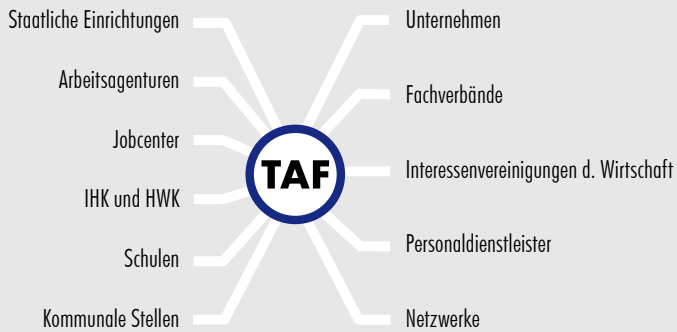 Staatliche Einrichtungen
Arbeitsagenturen
Jobcenter
IHK und HWK
Schulen
Kommunale Stellen
TAF
Unternehmen
Fachverbände
Interessenvereinigungen d. Wirtschaft
Personaldienstleister
Netzwerke